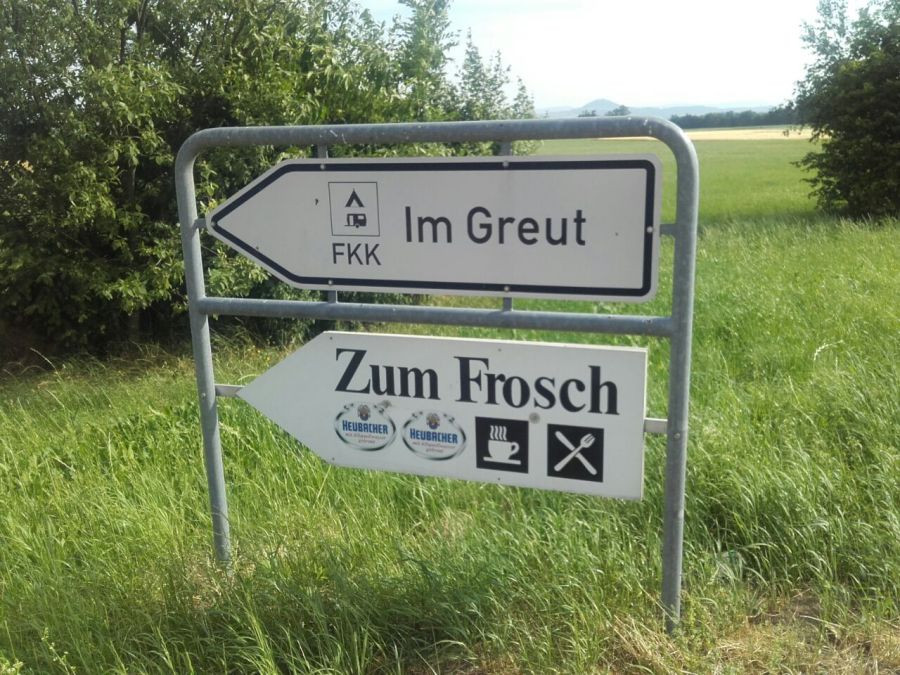 Im Greut
FKK
Zum Frosch
HEUBACHER
HEUBACHER